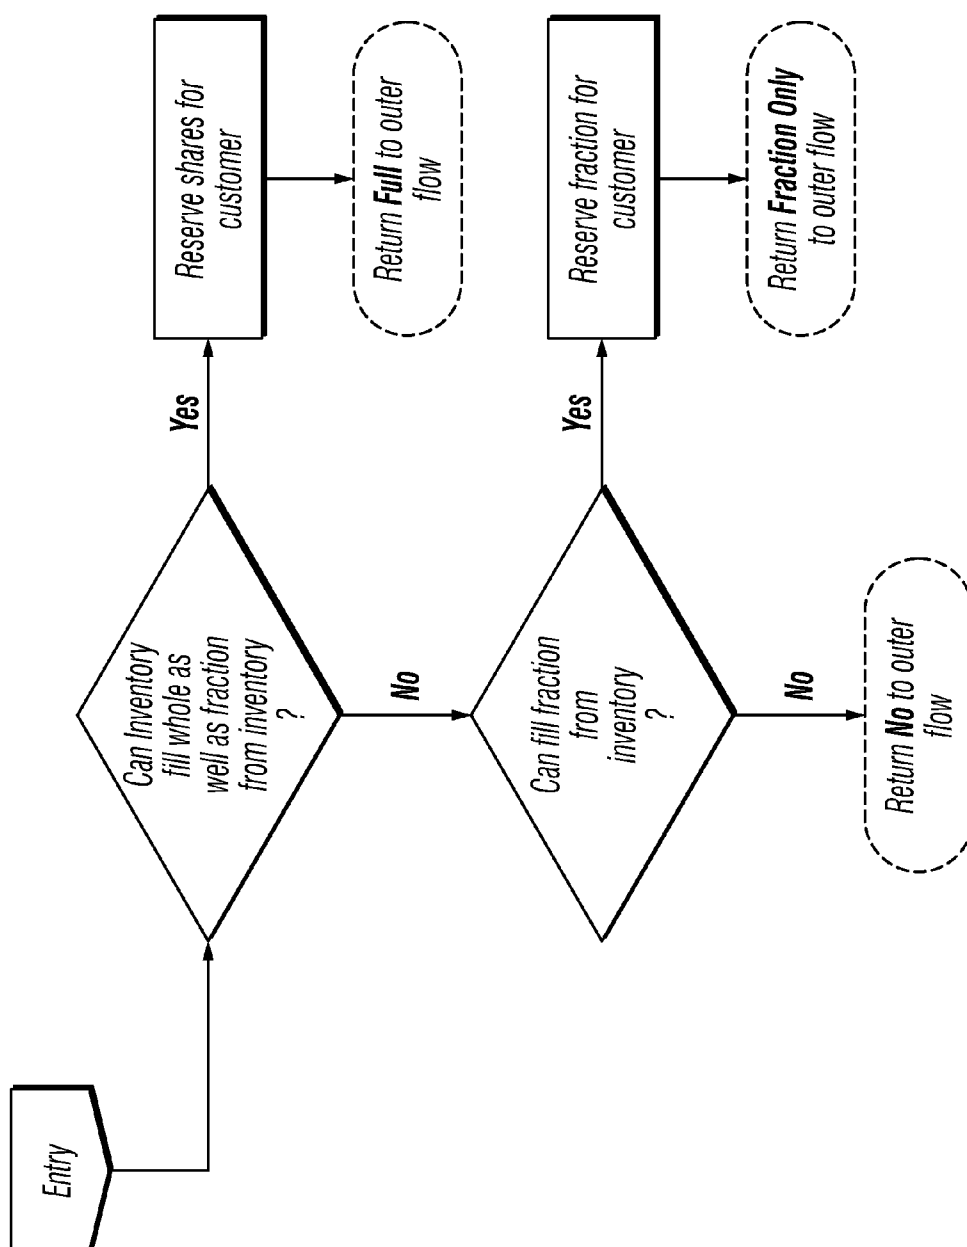 Entry
Can Inventory
fill whole as
well as fraction
from inventory
?
Yes
Reserve shares for
customer
Return Full to outer
flow
No
Can fill fraction
from
inventory
?
Yes
Reserve fraction for
customer
Return Fraction Only
to outer flow
No
Return No to outer
flow